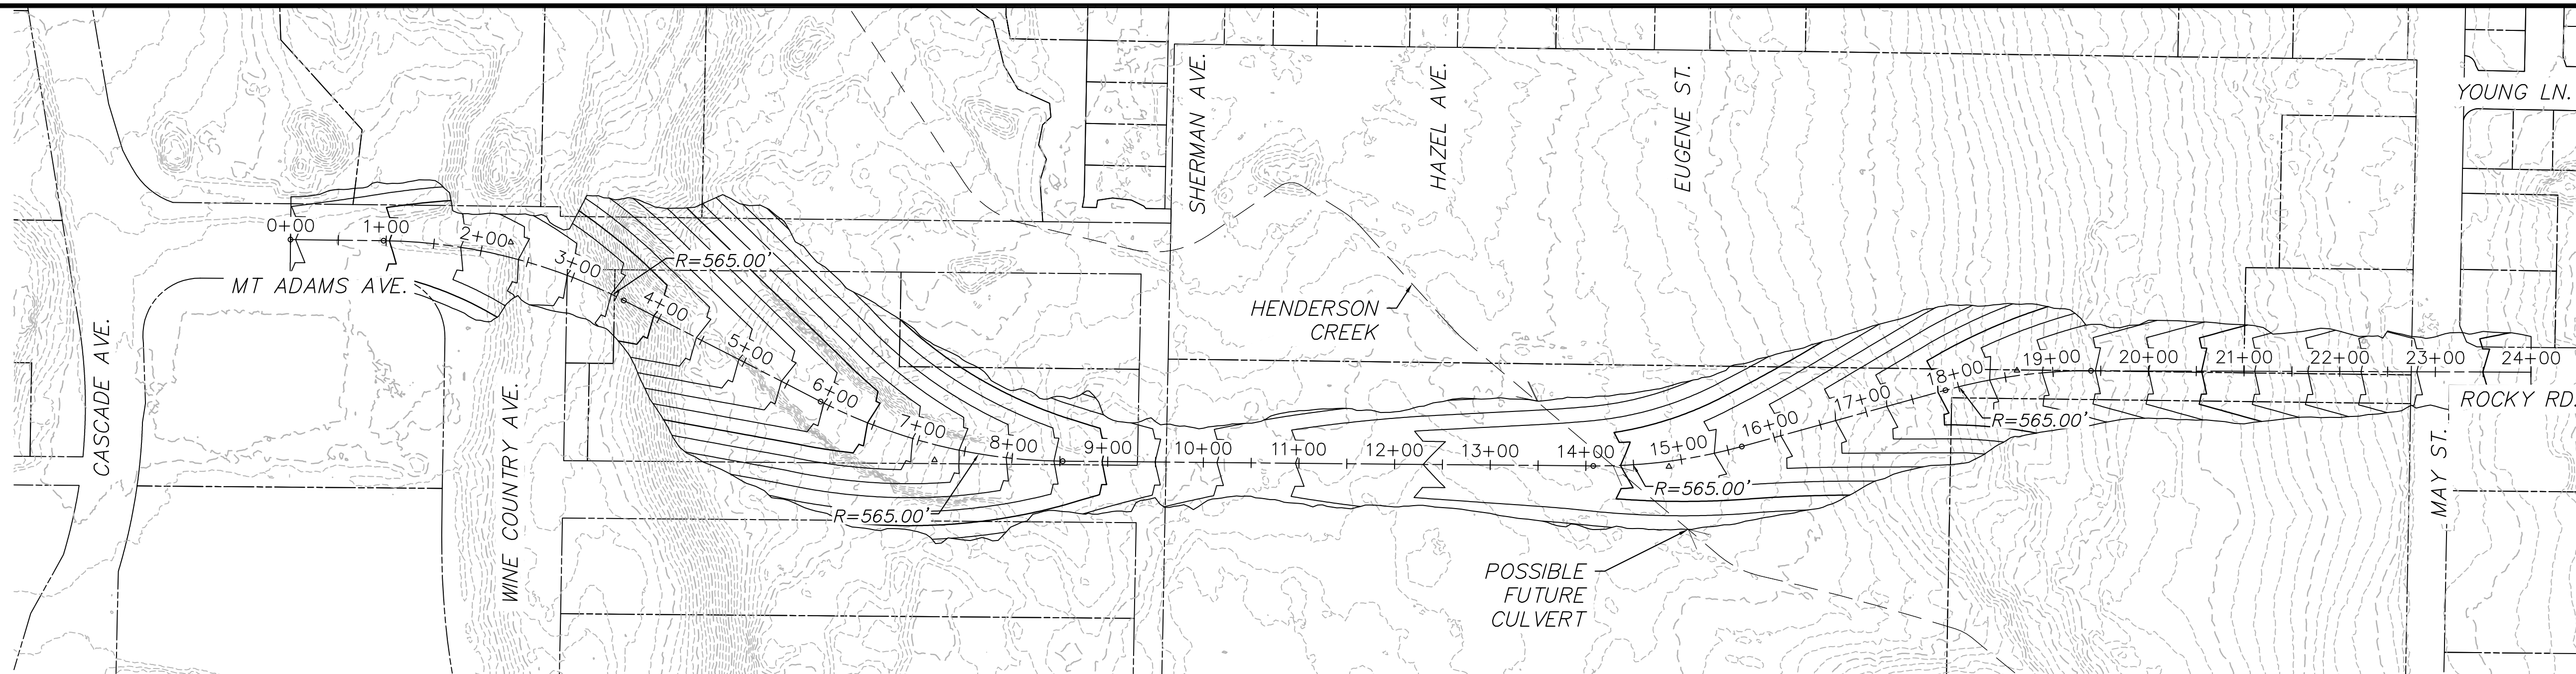 SHERMAN AVE.
HAZEL AVE.
EUGENE ST.
YOUNG LN.
0+00
1+00
2+00
3+00
R=565.00'
MT ADAMS AVE.
4+00
HENDERSON
CREEK
CASCADE AVE.
5+00
6+00
WINE COUNTRY AVE.
7+00
8+00
9+00
10+00
11+00
12+00
13+00
14+00
15+00
16+00
17+00
18+00
19+00
20+00
21+00
22+00
23+00
24+00
ROCKY RD.
R=565.00'
R=565.00'
R=565.00'
MAY ST.
POSSIBLE
FUTURE
CULVERT